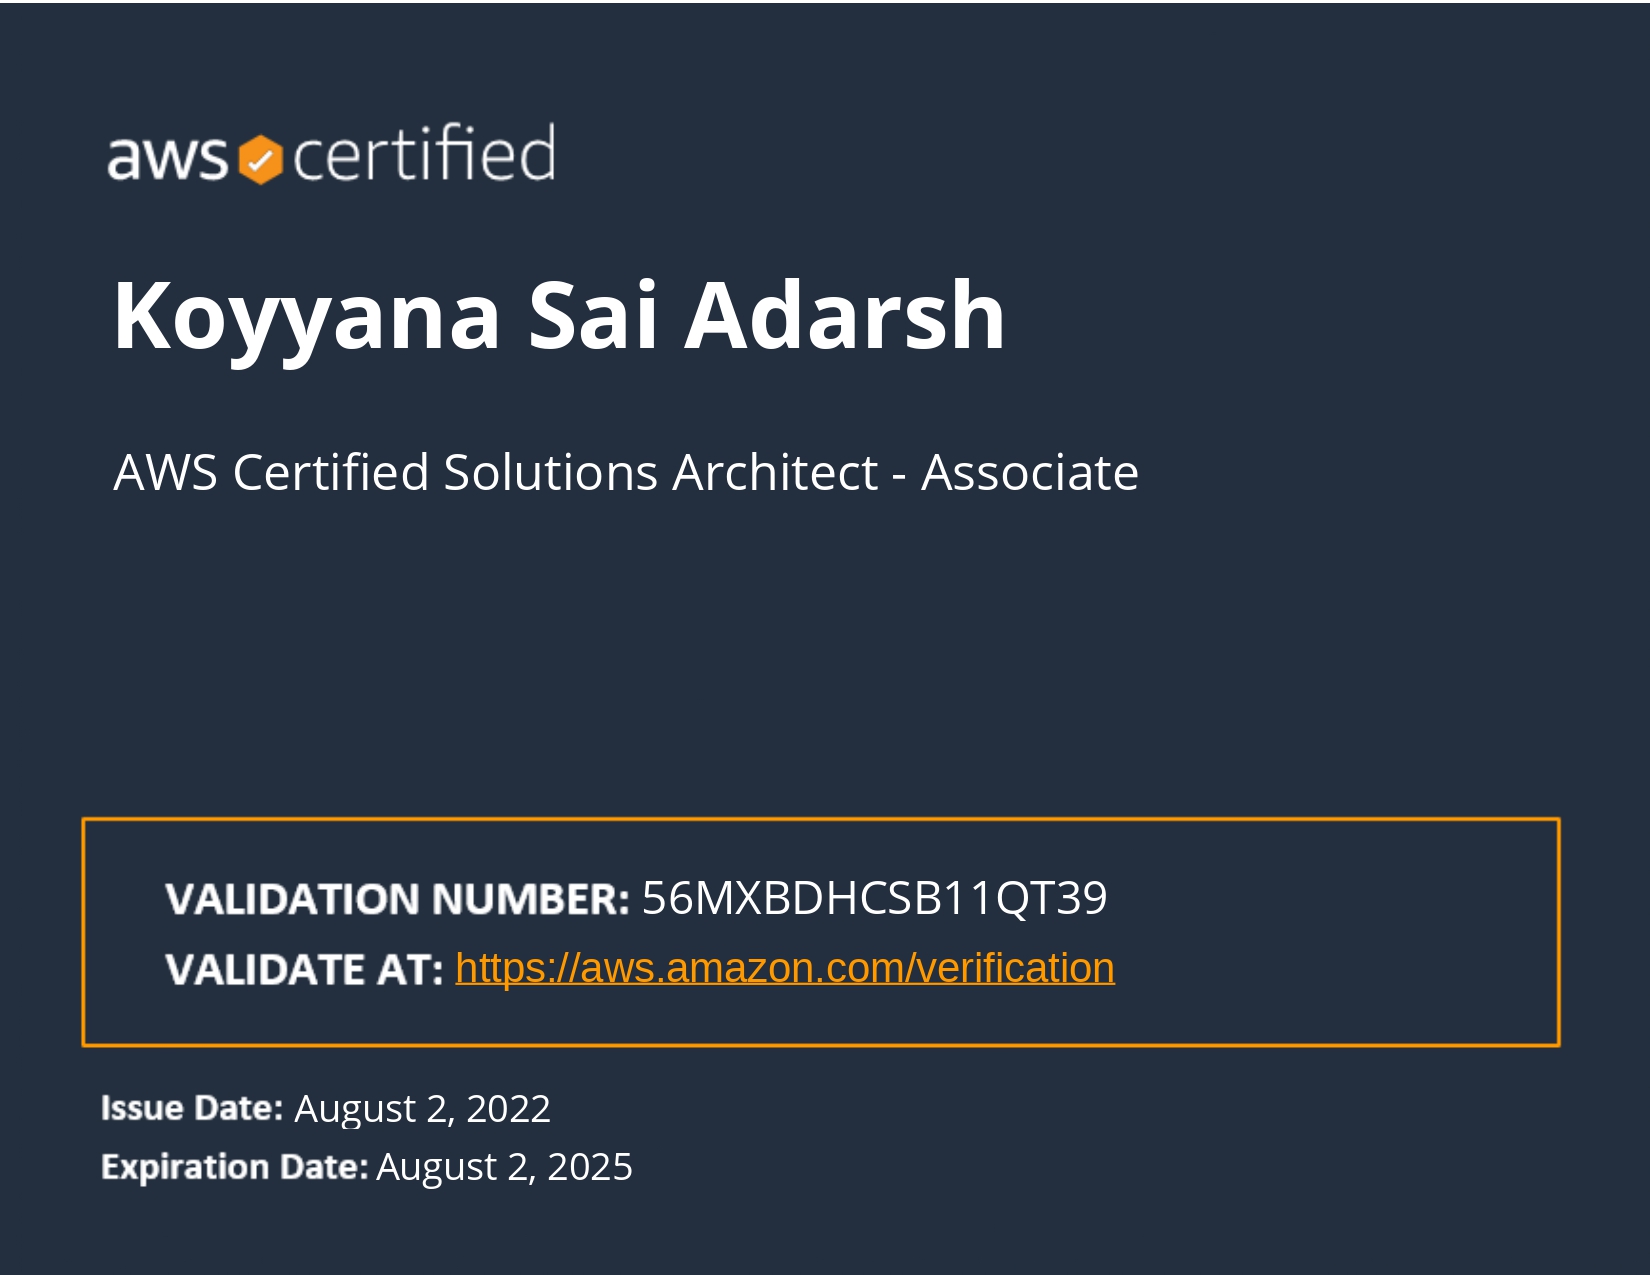 aws certified
Koyyana Sai Adarsh
AWS Certified Solutions Architect - Associate
VALIDATION NUMBER: 56MXBDHCSB11QT39
VALIDATE AT: https://aws.amazon.com/verification
Issue Date: August 2, 2022
Expiration Date: August 2, 2025